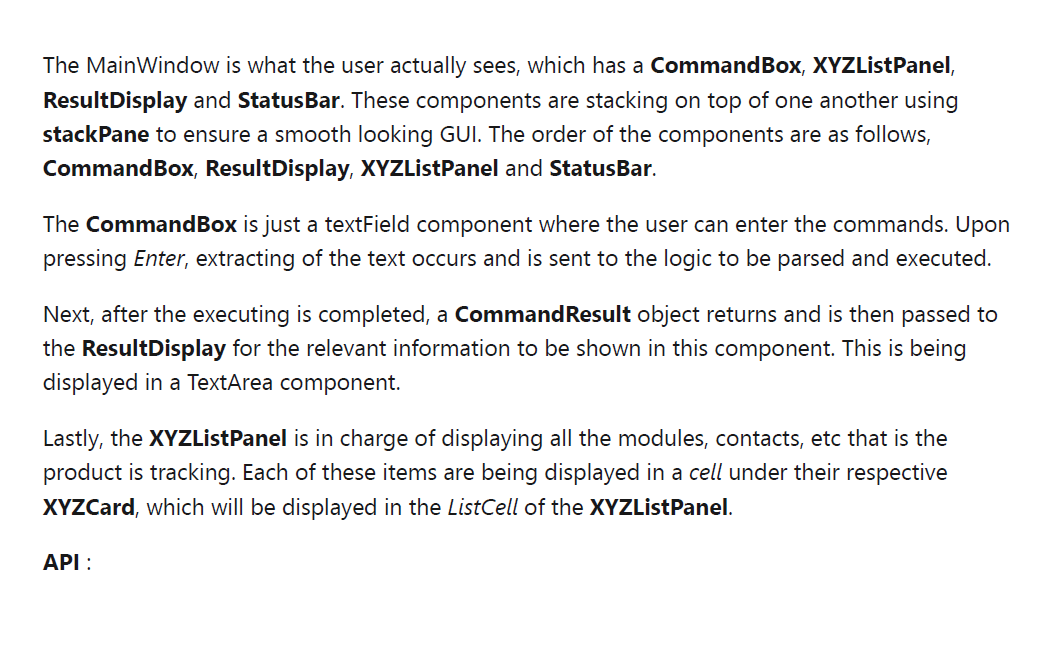 The MainWindow is what the user actually sees, which has a CommandBox, XYZListPanel,
ResultDisplay and StatusBar. These components are stacking on top of one another using
stackPane to ensure a smooth looking GUI. The order of the components are as follows,
CommandBox, ResultDisplay, XYZListPanel and StatusBar.
The CommandBox is just a textField component where the user can enter the commands. Upon
pressing Enter, extracting of the text occurs and is sent to the logic to be parsed and executed.
Next, after the executing is completed, a CommandResult object returns and is then passed to
the ResultDisplay for the relevant information to be shown in this component. This is being
displayed in a TextArea component.
Lastly, the XYZListPanel is in charge of displaying all the modules, contacts, etc that is the
product is tracking. Each of these items are being displayed in a cell under their respective
XYZCard, which will be displayed in the ListCell of the XYZListPanel.
API :